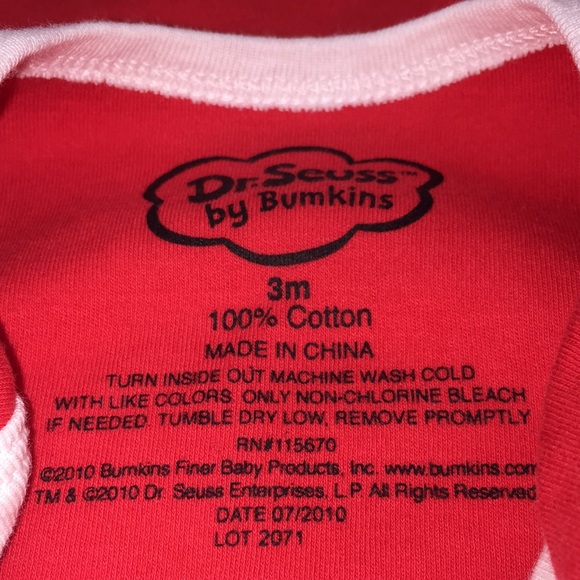 Dr. Seuss™
by Bumkins
3m
100% Cotton
MADE IN CHINA
TURN INSIDE OUT MACHINE WASH COLD
WITH LIKE COLORS. ONLY NON-CHLORINE BLEACH
IF NEEDED. TUMBLE DRY LOW, REMOVE PROMPTLY
RN#115670
©2010 Bumkins Finer Baby Products, Inc. www.bumkins.com
TM & ©2010 Dr. Seuss Enterprises, L.P. All Rights Reserved
DATE 07/2010
LOT 2071